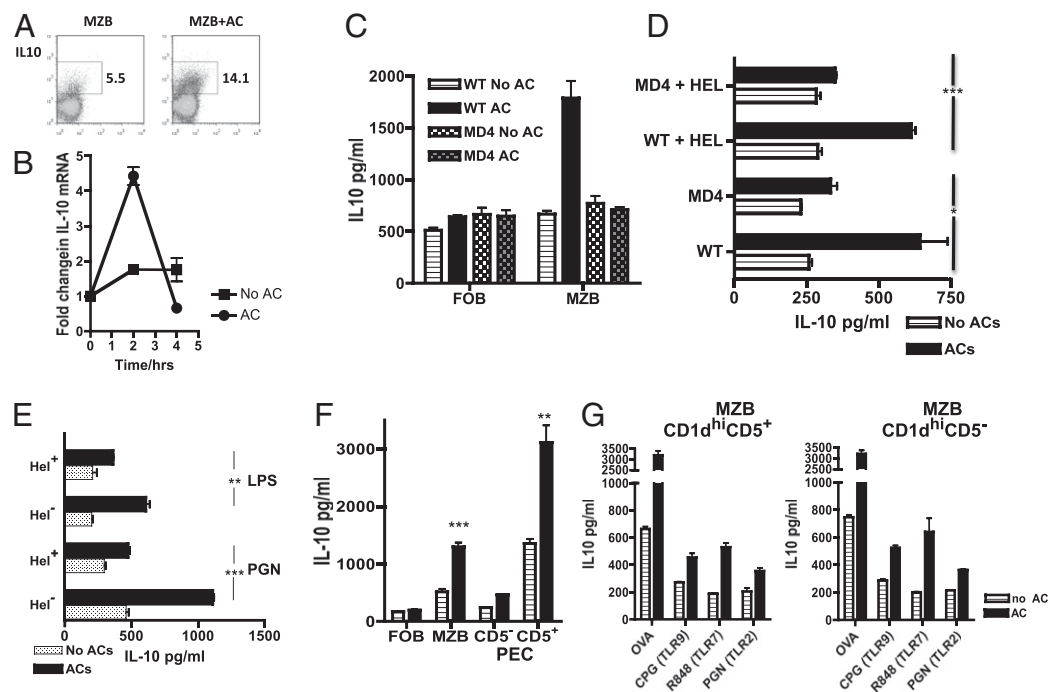 A
MZB
MZB+AC
IL10
5.5
14.1
B
Fold changein IL-10 mRNA
5
4
3
2
1
0
0 1 2 3 4 5
Time/hrs
No AC
AC
C
IL10 pg/ml
2000
1500
1000
500
0
WT No AC
WT AC
MD4 No AC
MD4 AC
FOB
MZB
D
MD4 + HEL
WT + HEL
MD4
WT
***
*
0 250 500 750
IL-10 pg/ml
No ACs
ACs
E
Hel+
Hel-
Hel+
Hel-
** LPS
*** PGN
0 500 1000 1500
No ACs
ACs
IL-10 pg/ml
F
IL-10 pg/ml
3000
2000
1000
0
***
**
FOB MZB CD5- CD5+
PEC
G
MZB
CD1dhiCD5+
IL10 pg/ml
3500
3000
2500
1000
800
600
400
200
0
OVA
CPG (TLR9)
R848 (TLR7)
PGN (TLR2)
MZB
CD1dhiCD5-
IL10 pg/ml
3500
3000
2500
1000
800
600
400
200
0
OVA
CPG (TLR9)
R848 (TLR7)
PGN (TLR2)
no AC
AC